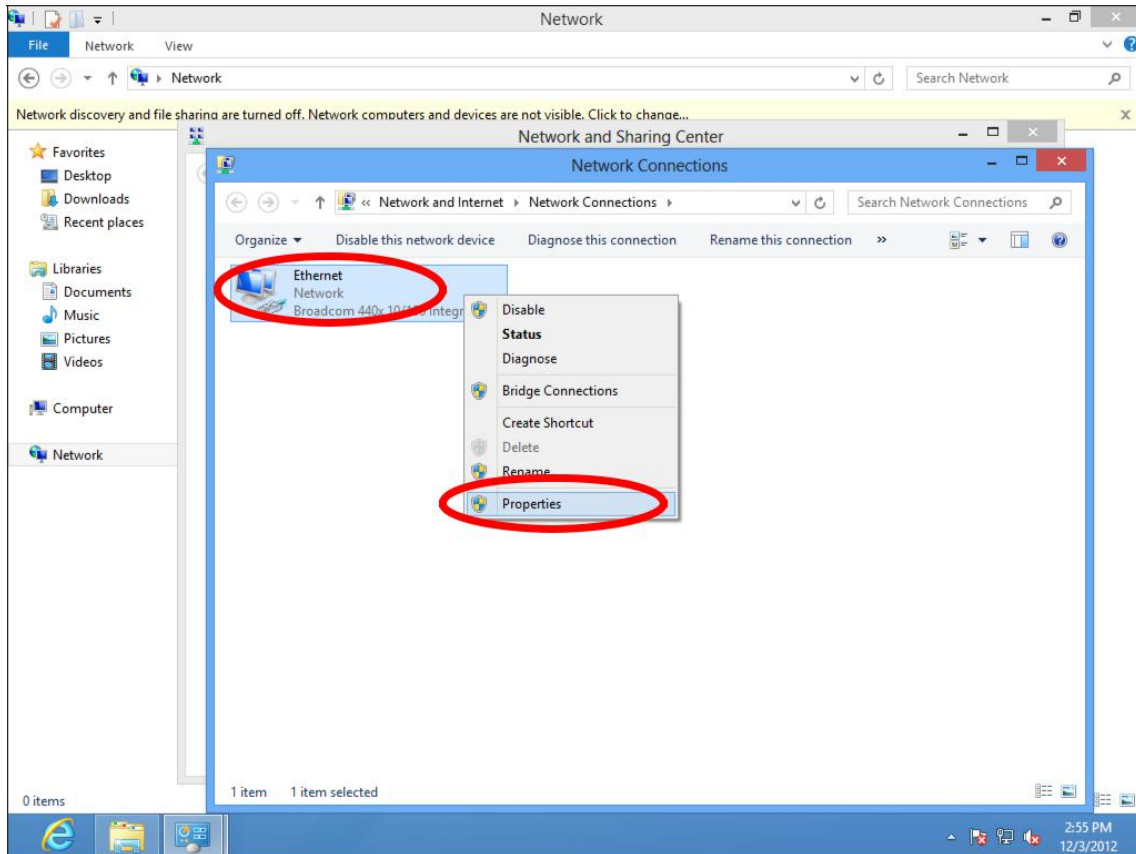 Network
File Network View
Network
Search Network
Network discovery and file sharing are turned off. Network computers and devices are not visible. Click to change...
Network and Sharing Center
Network Connections
« Network and Internet Network Connections
Search Network Connections
Organize Disable this network device Diagnose this connection Rename this connection »
Favorites
Desktop
Downloads
Recent places
Libraries
Documents
Music
Pictures
Videos
Computer
Network
Ethernet
Network
Broadcom 440x 10/100 Integr
Disable
Status
Diagnose
Bridge Connections
Create Shortcut
Delete
Rename
Properties
1 item 1 item selected
0 items
2:55 PM
12/3/2012